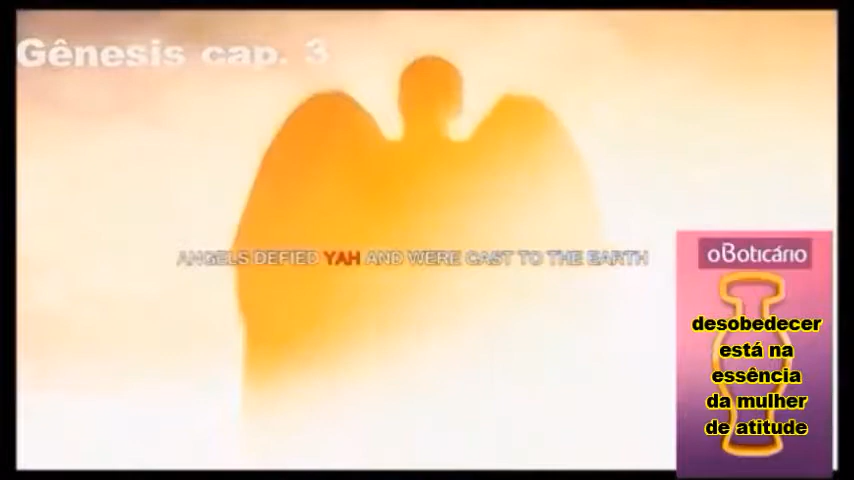 Gênesis cap. 3
ANGELS DEFIED YAH AND WERE CAST TO THE EARTH
oBoticário
desobedecer
está na
essência
da mulher
de atitude